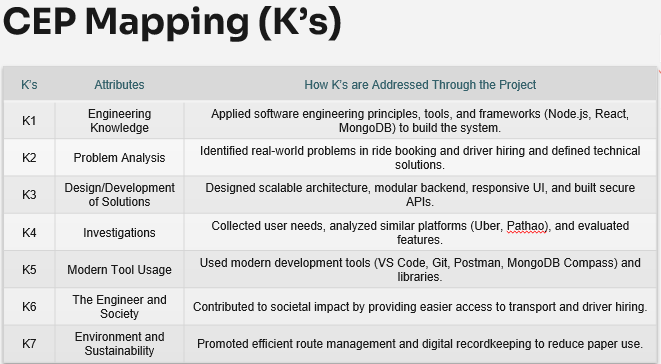 CEP Mapping (K's)
K's Attributes How K's are Addressed Through the Project
K1 Engineering Knowledge Applied software engineering principles, tools, and frameworks (Node.js, React, MongoDB) to build the system.
K2 Problem Analysis Identified real-world problems in ride booking and driver hiring and defined technical solutions.
K3 Design/Development of Solutions Designed scalable architecture, modular backend, responsive UI, and built secure APIs.
K4 Investigations Collected user needs, analyzed similar platforms (Uber, Pathao), and evaluated features.
K5 Modern Tool Usage Used modern development tools (VS Code, Git, Postman, MongoDB Compass) and libraries.
K6 The Engineer and Society Contributed to societal impact by providing easier access to transport and driver hiring.
K7 Environment and Sustainability Promoted efficient route management and digital recordkeeping to reduce paper use.